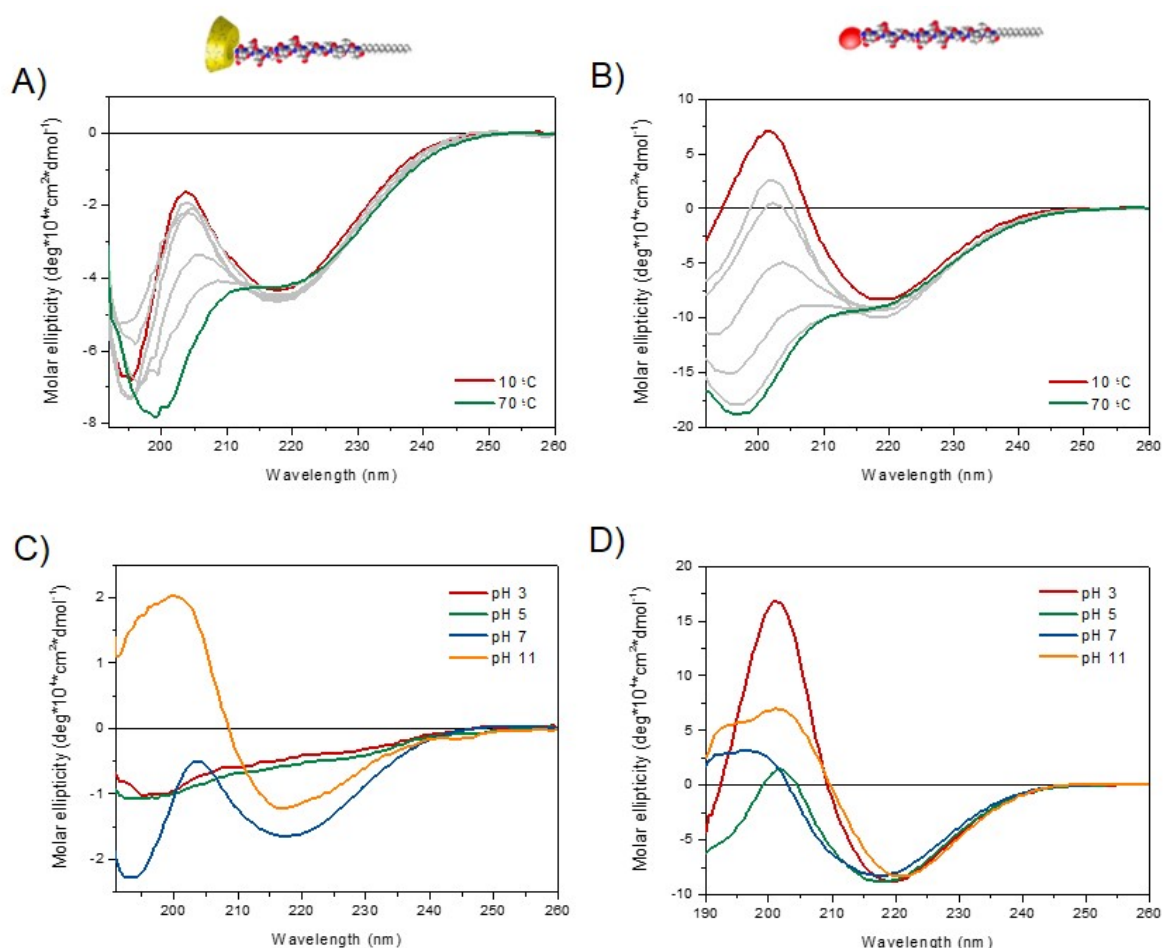 A)
B)
Molar ellipticity (deg*10⁴*cm²*dmol⁻¹)
0
-2
-4
-6
-8
200 210 220 230 240 250 260
Wavelength (nm)
10 ºC
70 ºC
Molar ellipticity (deg*10⁴*cm²*dmol⁻¹)
10
5
0
-5
-10
-15
-20
200 210 220 230 240 250 260
Wavelength (nm)
10 ºC
70 ºC
C)
D)
Molar ellipticity (deg*10⁴*cm²*dmol⁻¹)
2
1
0
-1
-2
200 210 220 230 240 250 260
Wavelength (nm)
pH 3
pH 5
pH 7
pH 11
Molar ellipticity (deg*10⁴*cm²*dmol⁻¹)
20
15
10
5
0
-5
-10
190 200 210 220 230 240 250 260
Wavelength (nm)
pH 3
pH 5
pH 7
pH 11